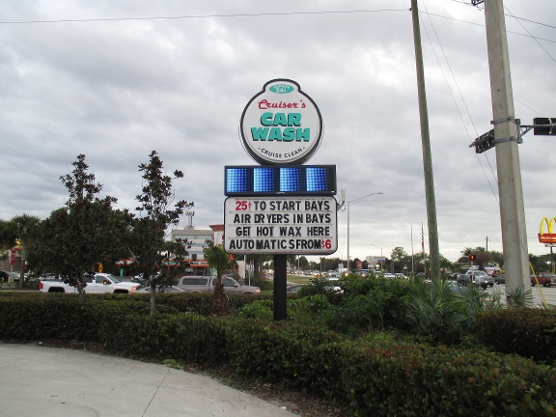 Cruiser's
CAR
WASH
CRUISE CLEAN
25¢ TO START BAYS
AIR DRYERS IN BAYS
GET HOT WAX HERE
AUTOMATICS FROM $6